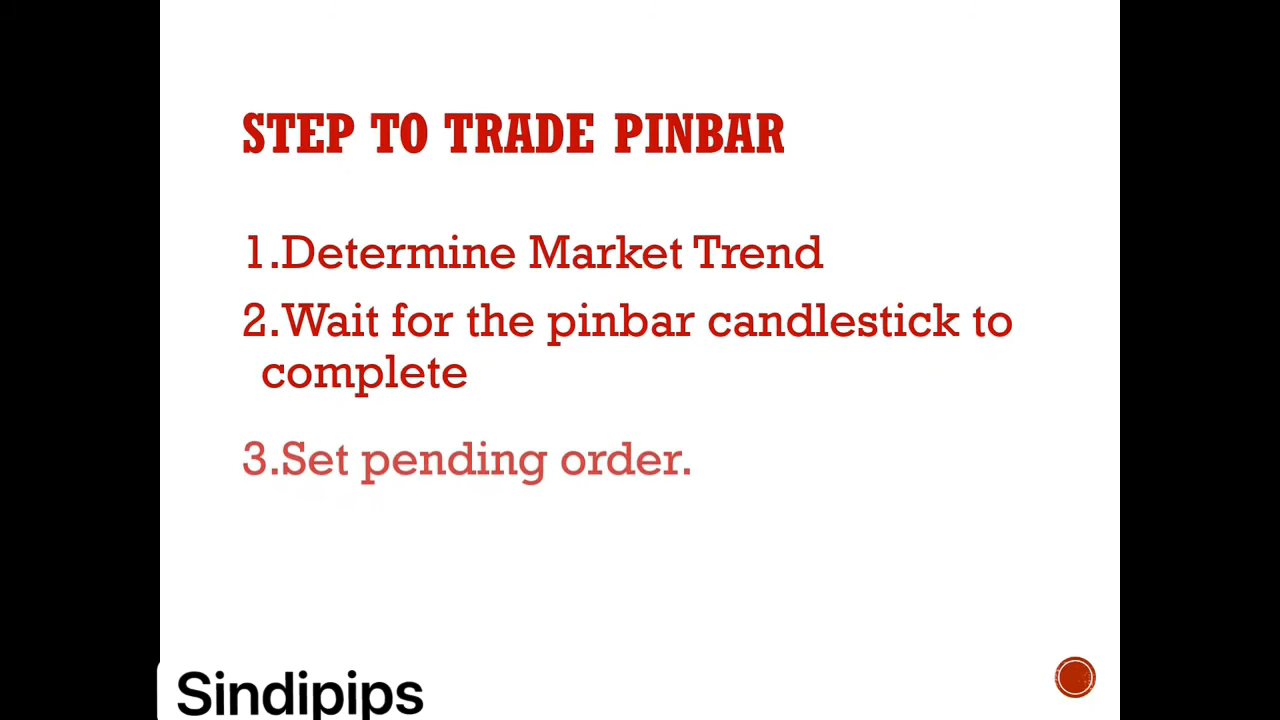 STEP TO TRADE PINBAR
1.Determine Market Trend
2.Wait for the pinbar candlestick to
complete
3.Set pending order.
Sindipips